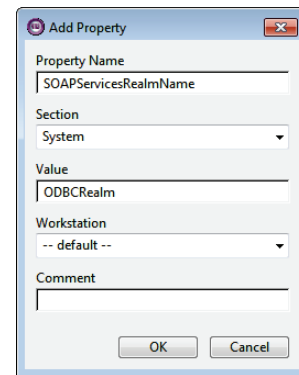 Add Property
Property Name
SOAPServicesRealmName
Section
System
Value
ODBCRealm
Workstation
-- default --
Comment
OK Cancel